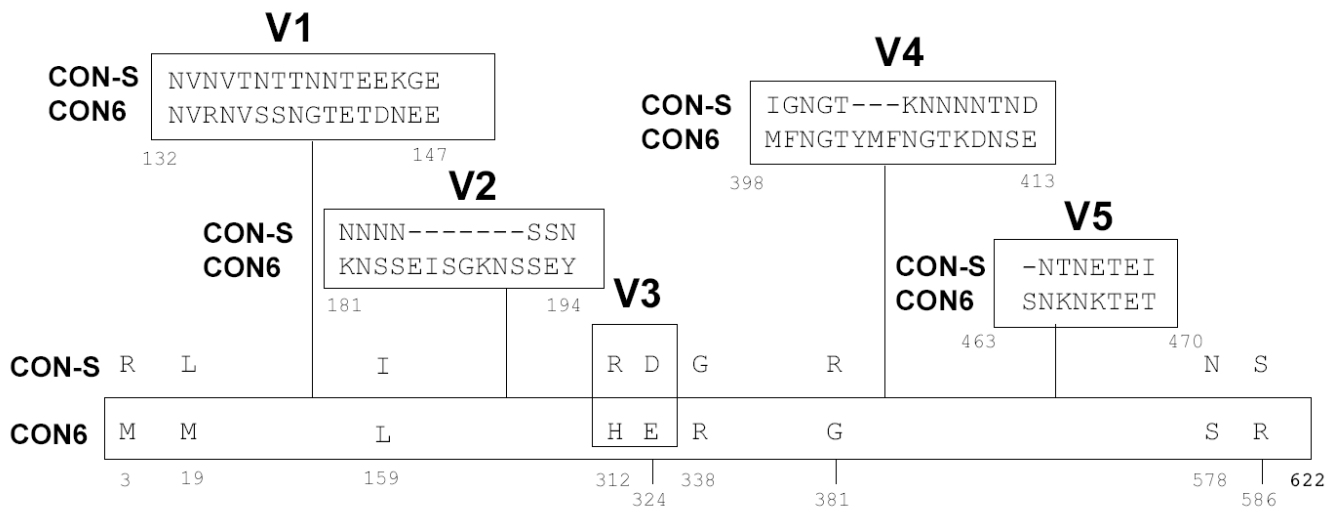 V1
CON-S NVNVTNTTNNTEEKGE
CON6 NVRNVSSNGTETDNEE
132 147
V4
CON-S IGNGT---KNNNNTND
CON6 MFNGTYMFNGTKDNSE
398 413
V2
CON-S NNNN-------SSN
CON6 KNSSEISGKNSSEY
181 194
V5
CON-S -NTNETEI
CON6 SNKNKTET
463 470
V3
CON-S R L I R D G R N S
CON6 M M L H E R G S R
3 19 159 312 324 338 381 578 586 622